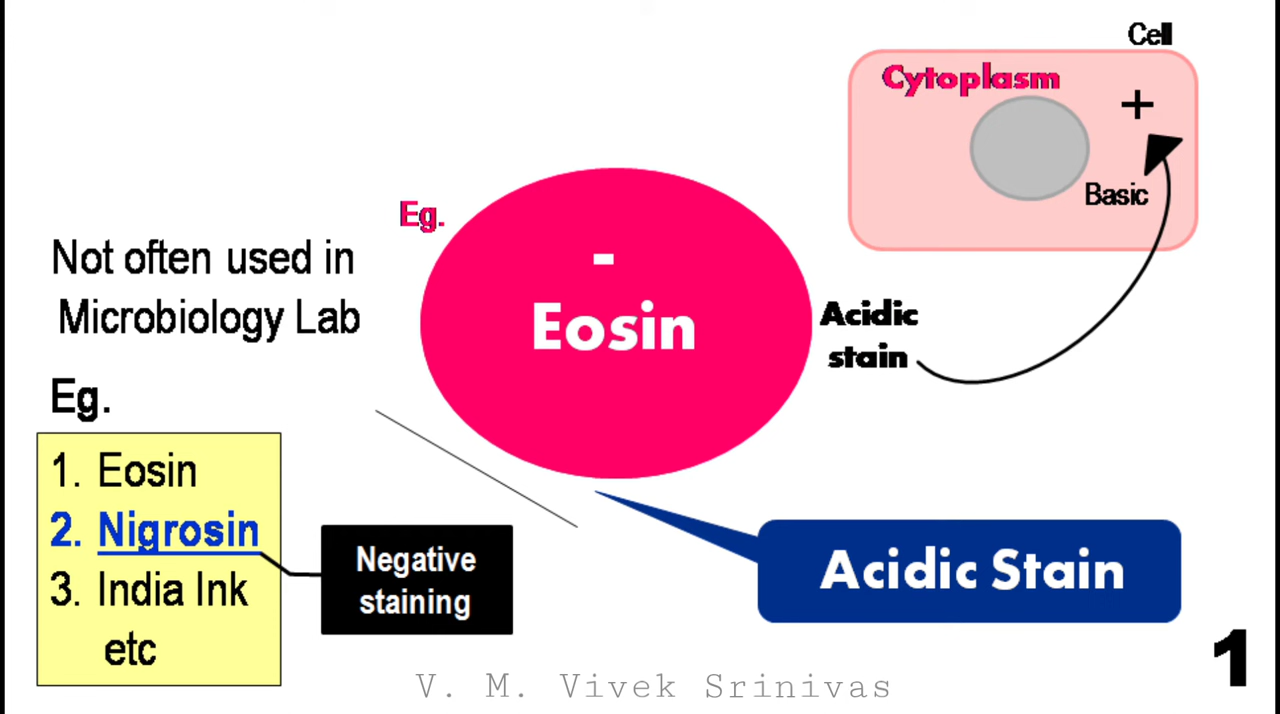 Cell
Cytoplasm
+
Basic
Eg.
-
Eosin
Acidic
stain
Not often used in
Microbiology Lab
Eg.
1. Eosin
2. Nigrosin
3. India Ink
etc
Negative
staining
Acidic Stain
1
V. M. Vivek Srinivas